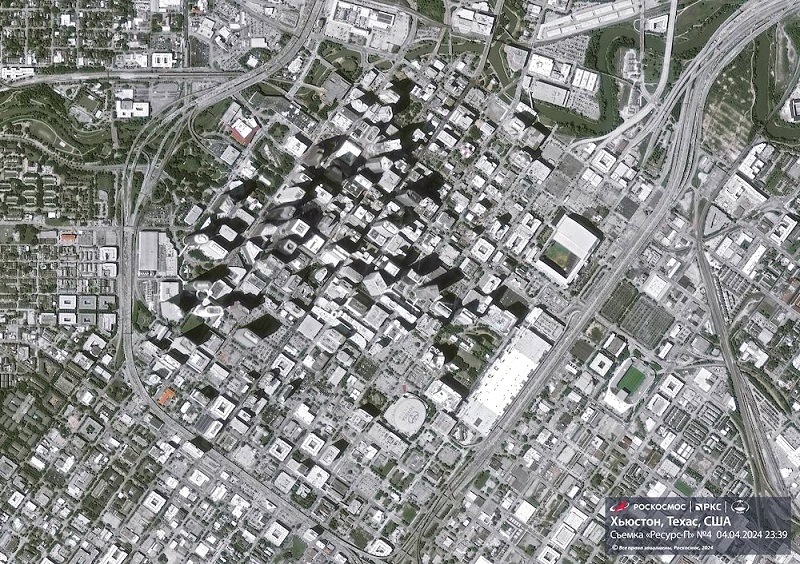 РОСКОСМОС РКС
Хьюстон, Техас, США
Съемка «Ресурс-П» №4 04.04.2024 23:39
© Все права защищены, Роскосмос, 2024